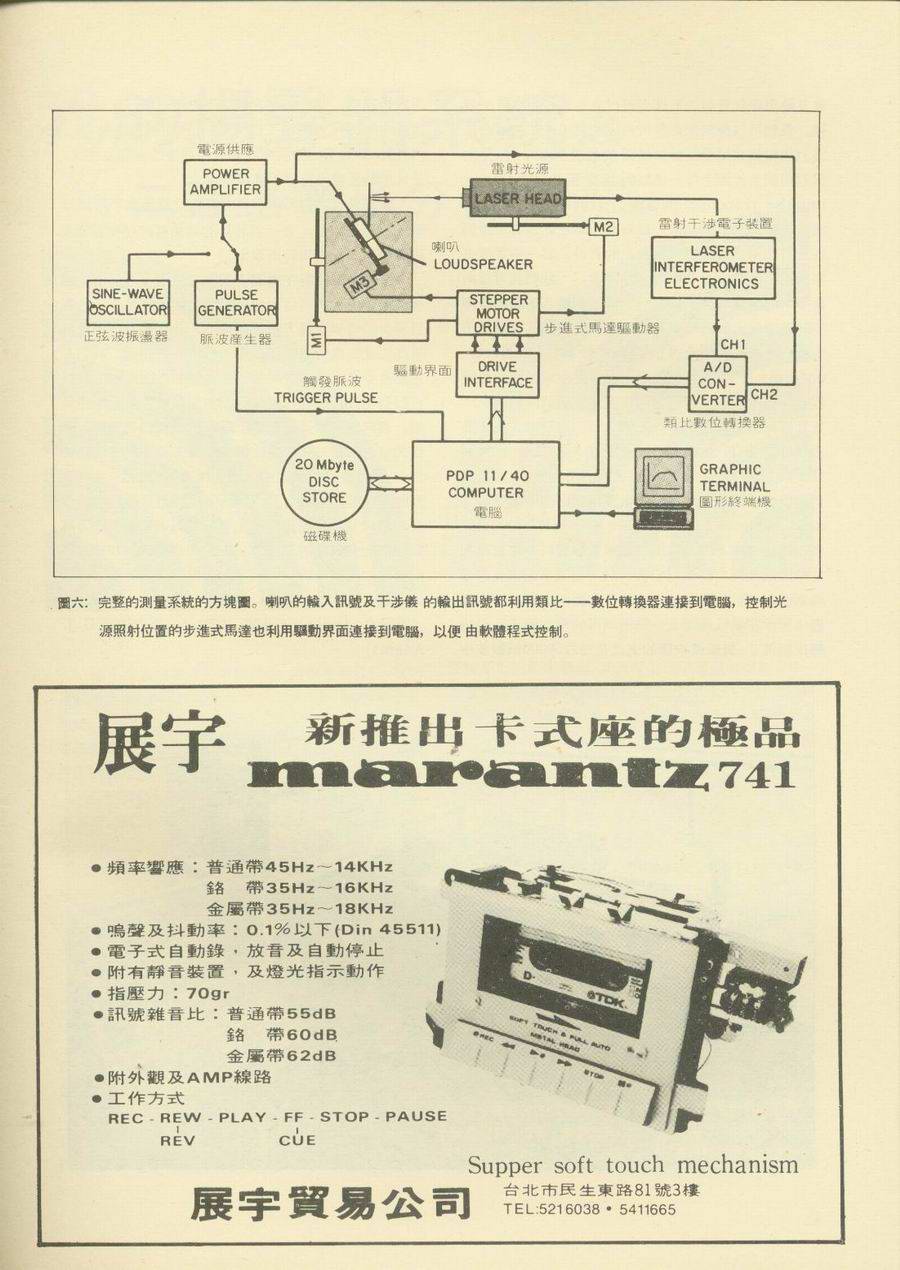 電源供應
POWER
AMPLIFIER
雷射光源
LASER HEAD
M2
雷射干涉電子裝置
LASER
INTERFEROMETER
ELECTRONICS
喇叭
LOUDSPEAKER
M3
SINE-WAVE
OSCILLATOR
正弦波振盪器
PULSE
GENERATOR
脈波産生器
M1
STEPPER
MOTOR
DRIVES
步進式馬達驅動器
CH1
驅動界面
DRIVE
INTERFACE
A/D
CON-
VERTER
CH2
類比數位轉換器
觸發脈波
TRIGGER PULSE
20 Mbyte
DISC
STORE
磁碟機
PDP 11/40
COMPUTER
電腦
GRAPHIC
TERMINAL
圖形終端機
圖六: 完整的測量系統的方塊圖。喇叭的輸入訊號及干涉儀 的輸出訊號都利用類比——數位轉換器連接到電腦，控制光
源照射位置的步進式馬達也利用驅動界面連接到電腦，以便 由軟體程式控制。
展宇 新推出卡式座的極品
marantz 741
●頻率響應：普通帶45Hz～14KHz
鉻 帶35Hz～16KHz
金屬帶35Hz～18KHz
●嗚聲及抖動率：0.1%以下(Din 45511)
●電子式自動錄，放音及自動停止
●附有靜音裝置，及燈光指示動作
●指壓力：70gr
●訊號雜音比：普通帶55dB
鉻 帶60dB
金屬帶62dB
●附外觀及AMP線路
●工作方式
REC - REW - PLAY - FF - STOP - PAUSE
REV CUE
D
TDK
SOFT TOUCH & FULL AUTO
METAL HEAD
REC
STOP
Supper soft touch mechanism
展宇貿易公司
台北市民生東路81號3樓
TEL:5216038 • 5411665